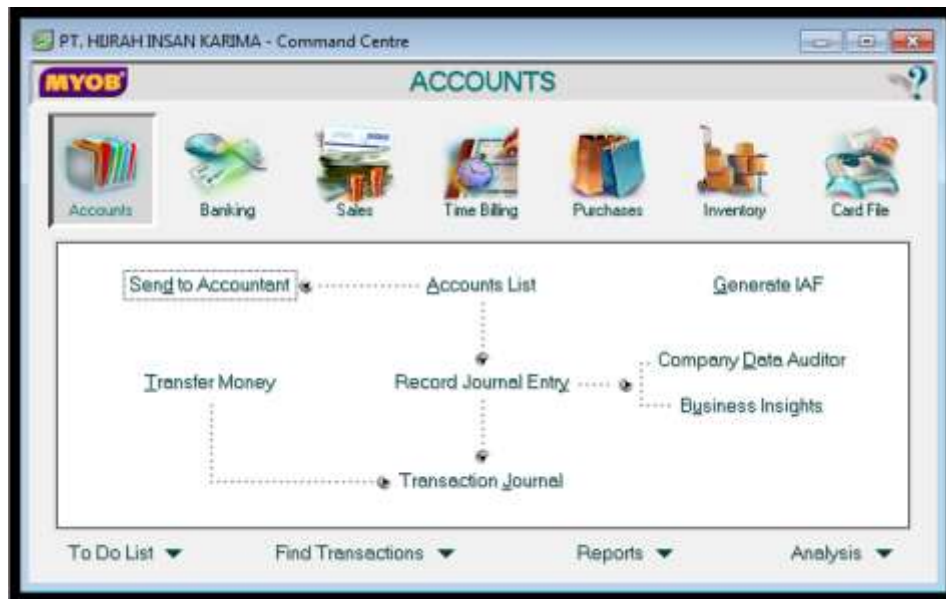 PT. HIJRAH INSAN KARIMA - Command Centre
MYOB
ACCOUNTS
Accounts Banking Sales Time Billing Purchases Inventory Card File
Send to Accountant Accounts List Generate IAF
Company Data Auditor
Transfer Money Record Journal Entry
Business Insights
Transaction Journal
To Do List Find Transactions Reports Analysis